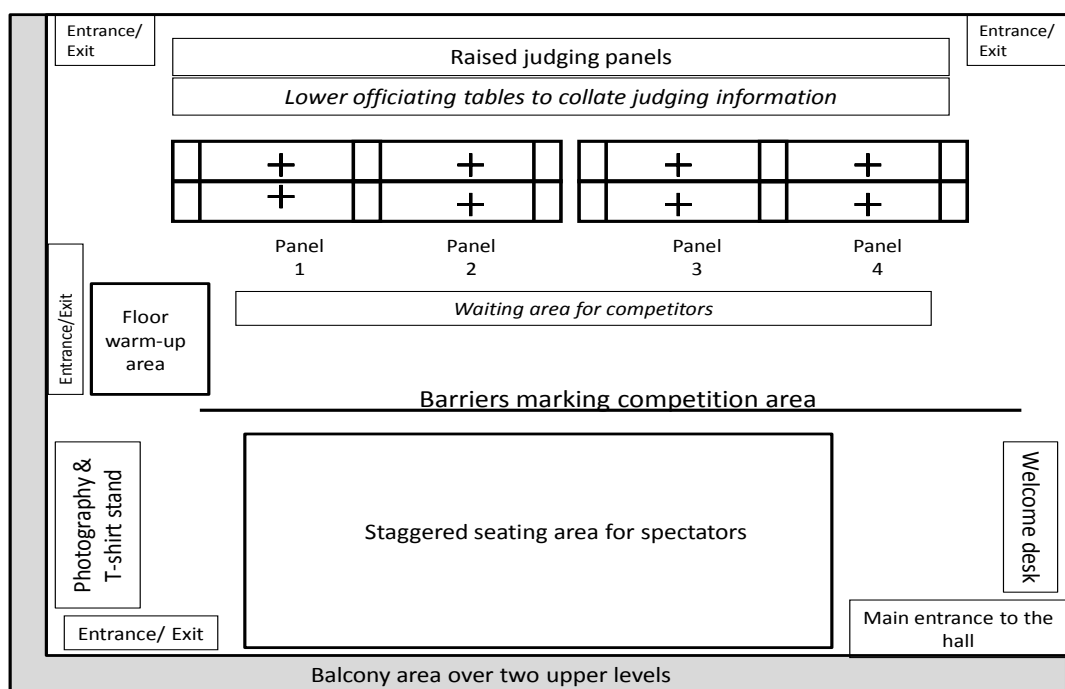 Entrance/
Exit
Entrance/
Exit
Raised judging panels
Lower officiating tables to collate judging information
Panel
1
Panel
2
Panel
3
Panel
4
Entrance/Exit
Floor
warm-up
area
Waiting area for competitors
Barriers marking competition area
Photography &
T-shirt stand
Staggered seating area for spectators
Welcome desk
Entrance/ Exit
Main entrance to the
hall
Balcony area over two upper levels